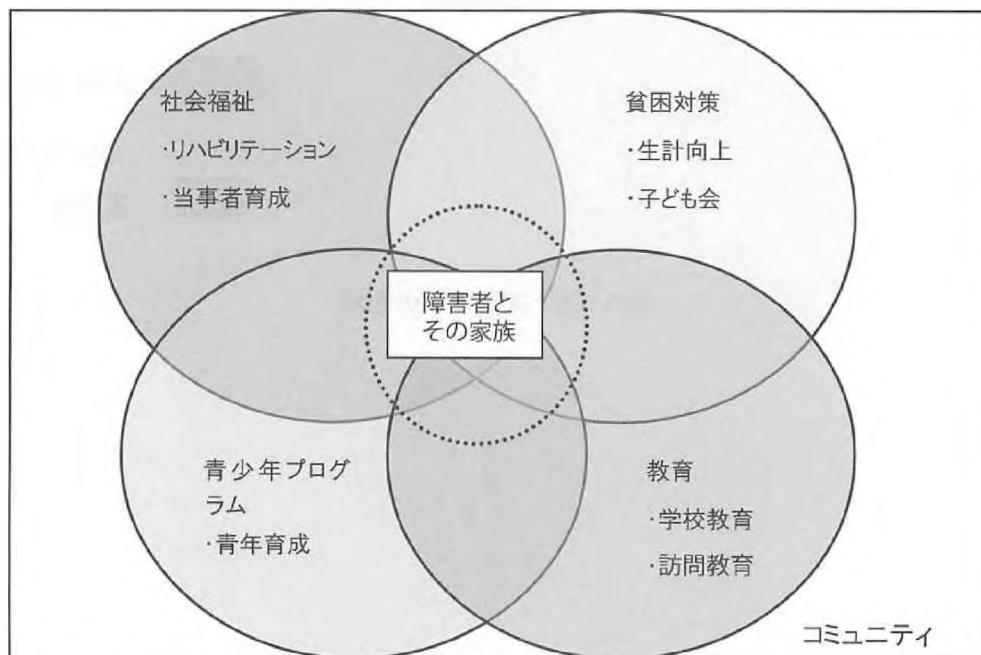 社会福祉
・リハビリテーション
・当事者育成
貧困対策
・生計向上
・子ども会
障害者と
その家族
青少年プログ
ラム
・青年育成
教育
・学校教育
・訪問教育
コミュニティ